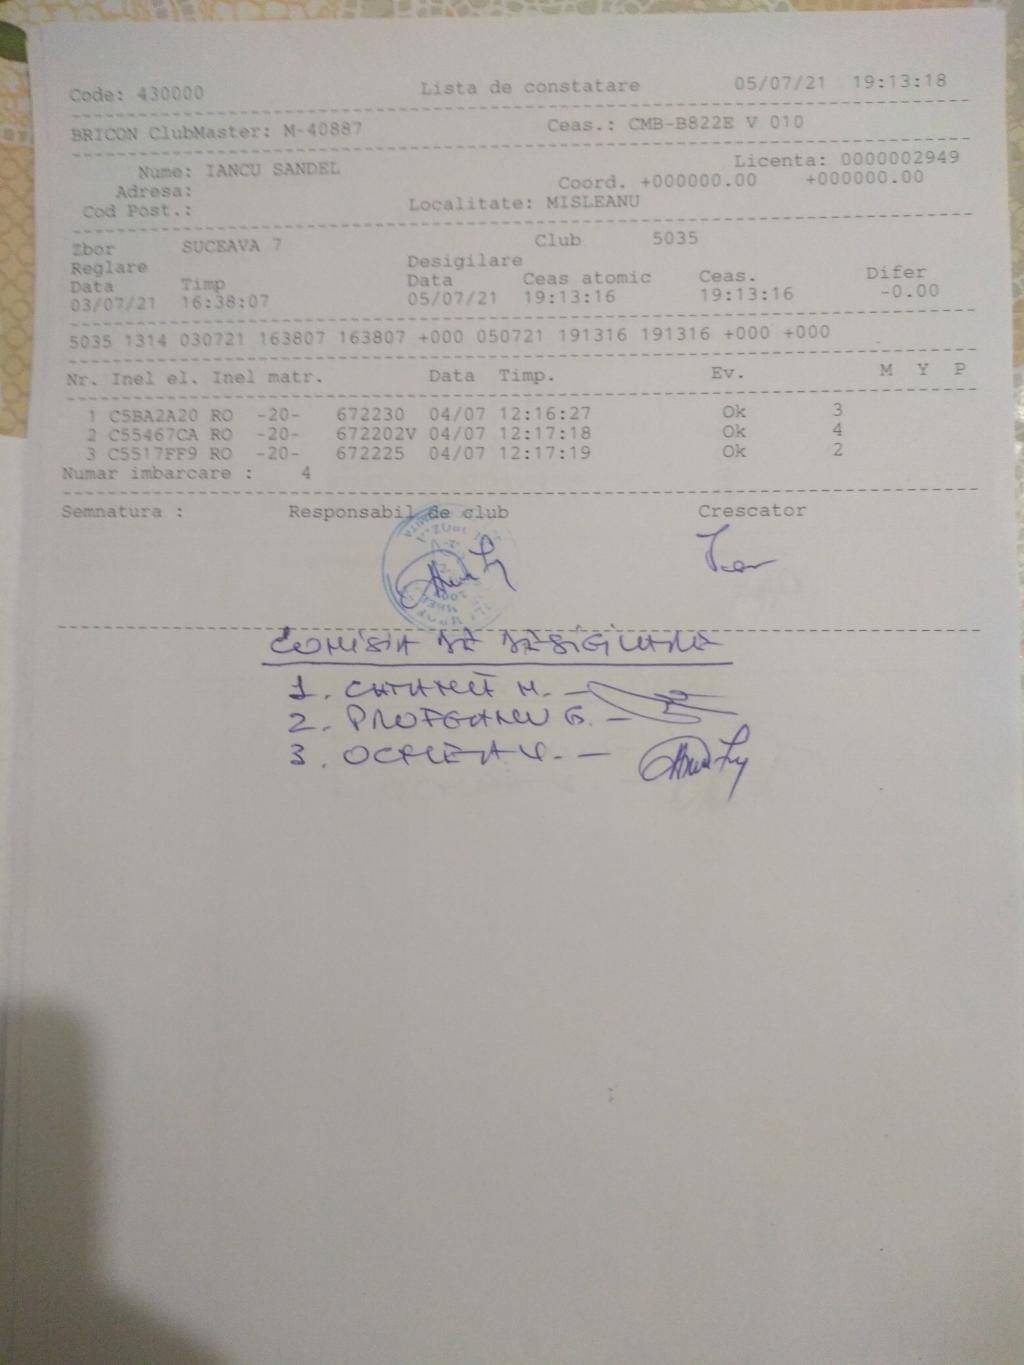 Code: 430000 Lista de constatare 05/07/21 19:13:18
BRICON ClubMaster: M-40887 Ceas.: CMB-B822E V 010
Nume: IANCU SANDEL Licenta: 0000002949
Adresa: Coord. +000000.00 +000000.00
Cod Post.: Localitate: MISLEANU
Zbor SUCEAVA 7 Club 5035
Reglare Desigilare
Data Timp Data Ceas atomic Ceas. Difer
03/07/21 16:38:07 05/07/21 19:13:16 19:13:16 -0.00
5035 1314 030721 163807 163807 +000 050721 191316 191316 +000 +000
Nr. Inel el. Inel matr. Data Timp. Ev. M Y P
1 C5BA2A20 RO -20- 672230 04/07 12:16:27 Ok 3
2 C55467CA RO -20- 672202V 04/07 12:17:18 Ok 4
3 C5517FF9 RO -20- 672225 04/07 12:17:19 Ok 2
Numar imbarcare : 4
Semnatura : Responsabil de club Crescator
COMISIA DE DESIGILARE
1.
2.
3.